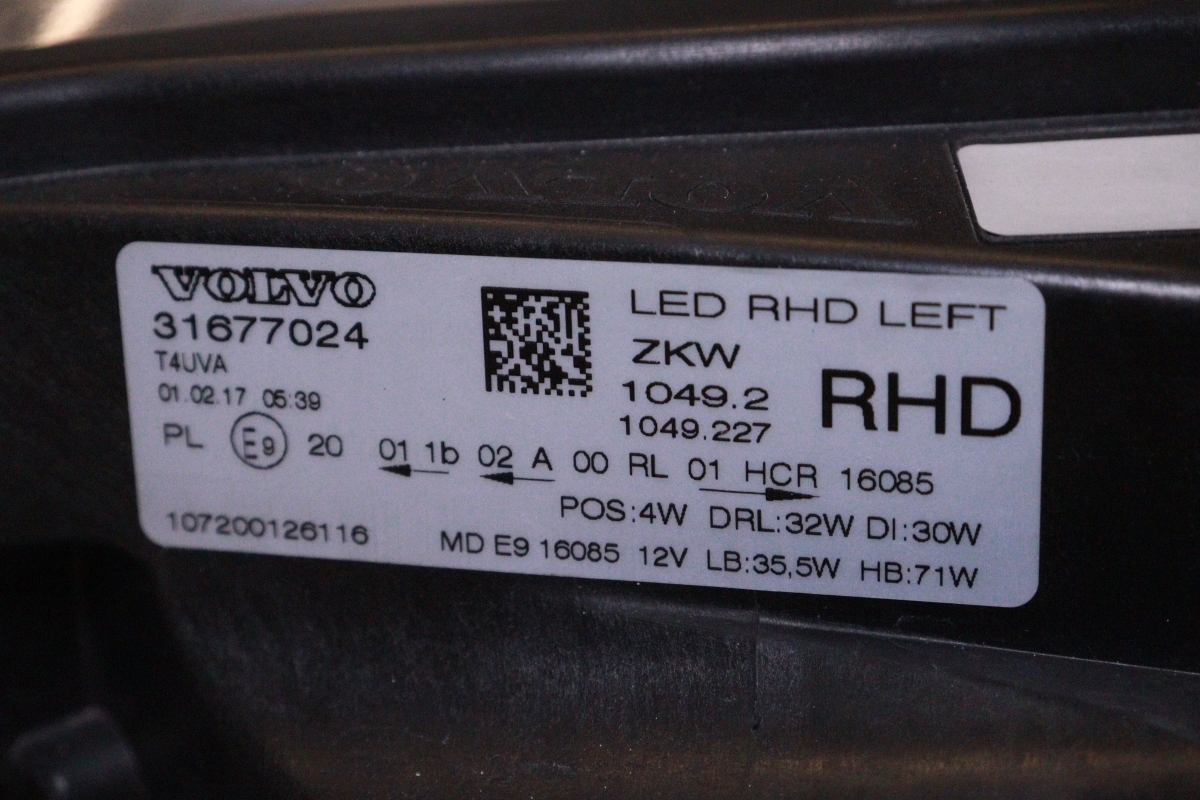 VOLVO
VOLVO
31677024
T4UVA
01.02.17 05:39
LED RHD LEFT
ZKW
1049.2
1049.227
RHD
PL E9 20 01 1b 02 A 00 RL 01 HCR 16085
POS:4W DRL:32W DI:30W
107200126116
MD E9 16085 12V LB:35,5W HB:71W